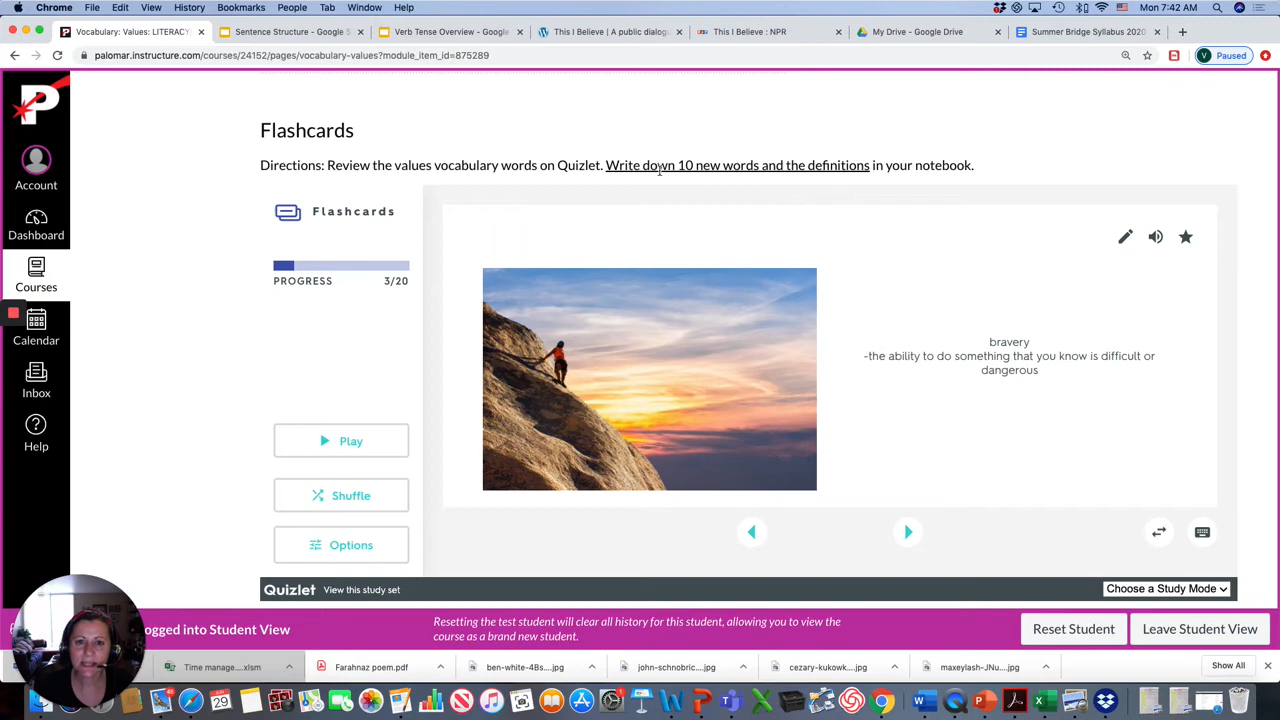 Chrome File Edit View History Bookmarks People Tab Window Help Mon 7:42 AM
Vocabulary: Values: LITERACY Sentence Structure - Google S Verb Tense Overview - Google This I Believe | A public dialogu This I Believe : NPR My Drive - Google Drive Summer Bridge Syllabus 2020
palomar.instructure.com/courses/24152/pages/vocabulary-values?module_item_id=875289 V Paused
P
Account
Dashboard
Courses
Calendar
Inbox
Help
Flashcards
Directions: Review the values vocabulary words on Quizlet. Write down 10 new words and the definitions in your notebook.
Flashcards
PROGRESS 3/20
Play
Shuffle
Options
bravery
-the ability to do something that you know is difficult or
dangerous
Quizlet View this study set Choose a Study Mode
ogged into Student View
Resetting the test student will clear all history for this student, allowing you to view the
course as a brand new student.
Reset Student Leave Student View
Time manage....xlsm Farahnaz poem.pdf ben-white-4Bs....jpg john-schnobric....jpg cezary-kukowk....jpg maxeylash-JNu....jpg Show All